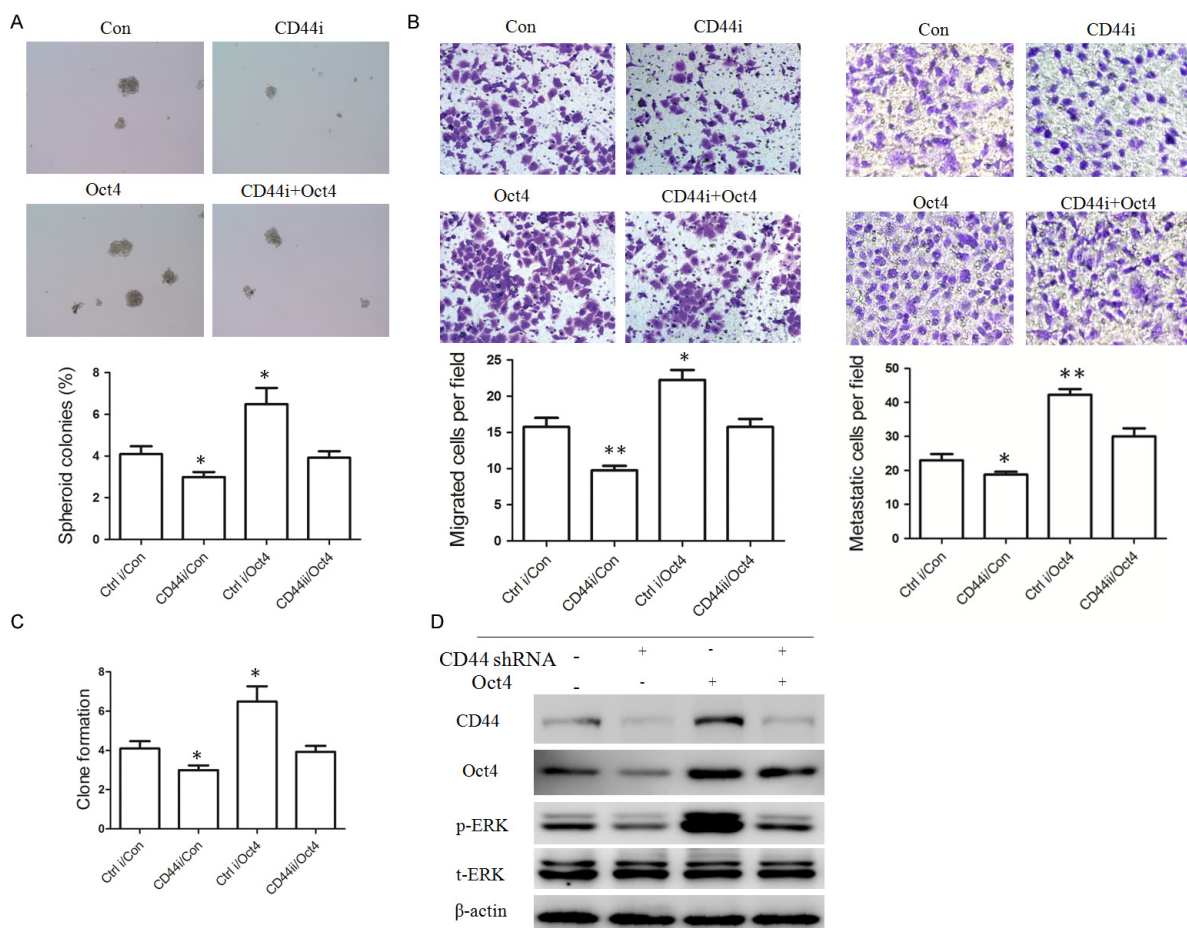 A
Con
CD44i
Oct4
CD44i+Oct4
Spheroid colonies (%)
8
6
4
2
0
*
*
Ctrl i/Con
CD44i/Con
Ctrl i/Oct4
CD44ii/Oct4
B
Con
CD44i
Oct4
CD44i+Oct4
Migrated cells per field
25
20
15
10
5
0
**
*
Ctrl i/Con
CD44i/Con
Ctrl i/Oct4
CD44ii/Oct4
Con
CD44i
Oct4
CD44i+Oct4
Metastatic cells per field
50
40
30
20
10
0
*
**
Ctrl i/Con
CD44i/Con
Ctrl i/Oct4
CD44ii/Oct4
C
Clone formation
8
6
4
2
0
*
*
Ctrl i/Con
CD44i/Con
Ctrl i/Oct4
CD44ii/Oct4
D
CD44 shRNA - + - +
Oct4 - - + +
CD44
Oct4
p-ERK
t-ERK
β-actin